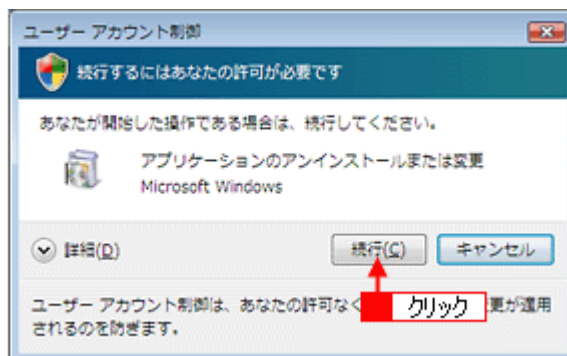 ユーザー アカウント制御
続行するにはあなたの許可が必要です
あなたが開始した操作である場合は、続行してください。
アプリケーションのアンインストールまたは変更
Microsoft Windows
詳細(D) 続行(C) キャンセル
ユーザー アカウント制御は、あなたの許可なく クリック 更が適用
されるのを防ぎます。